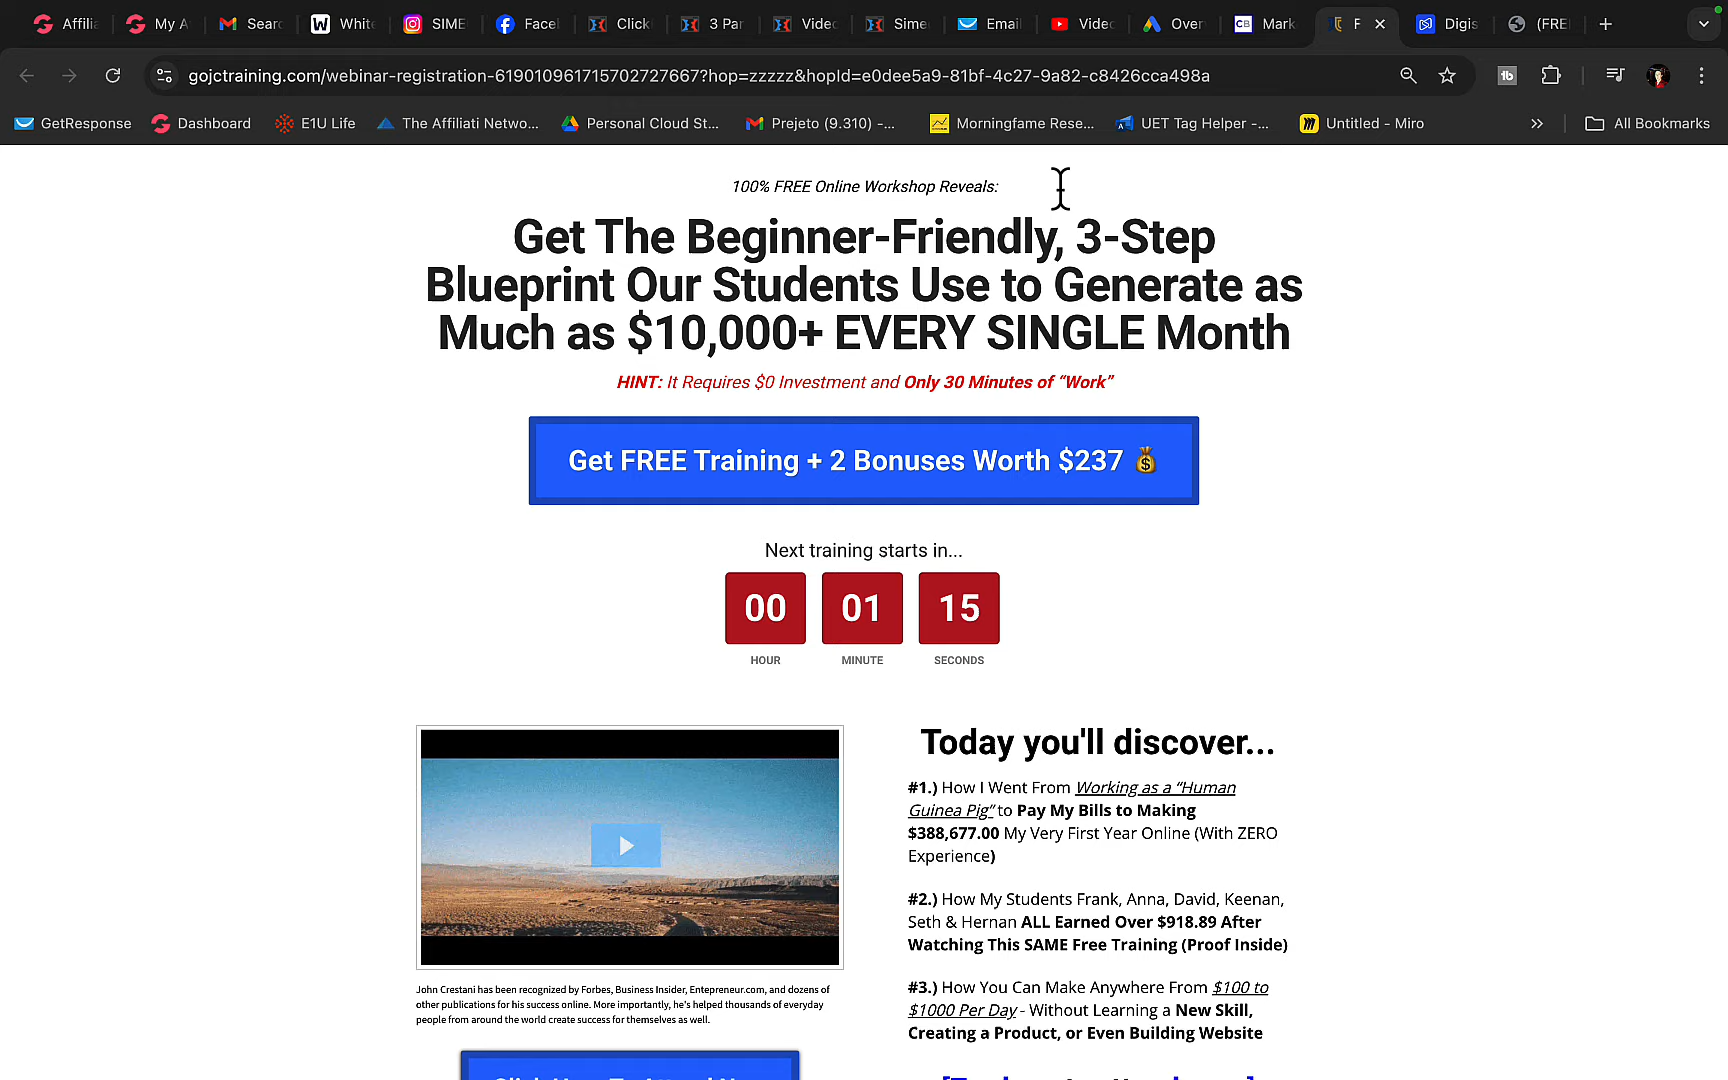 Affilia
My A
Searc
White
SIME
Facel
Click
3 Par
Videc
Sime
Email
Videc
Over
Mark
F
Digis
(FREI
gojctraining.com/webinar-registration-619010961715702727667?hop=zzzzz&hopId=e0dee5a9-81bf-4c27-9a82-c8426cca498a
GetResponse
Dashboard
E1U Life
The Affiliati Netwo...
Personal Cloud St...
Prejeto (9.310) -...
Morningfame Rese...
UET Tag Helper -...
Untitled - Miro
All Bookmarks
100% FREE Online Workshop Reveals:
Get The Beginner-Friendly, 3-Step
Blueprint Our Students Use to Generate as
Much as $10,000+ EVERY SINGLE Month
HINT: It Requires $0 Investment and Only 30 Minutes of “Work”
Get FREE Training + 2 Bonuses Worth $237 💰
Next training starts in...
00 01 15
HOUR MINUTE SECONDS
John Crestani has been recognized by Forbes, Business Insider, Entepreneur.com, and dozens of
other publications for his success online. More importantly, he's helped thousands of everyday
people from around the world create success for themselves as well.
Today you'll discover...
#1.) How I Went From Working as a “Human
Guinea Pig” to Pay My Bills to Making
$388,677.00 My Very First Year Online (With ZERO
Experience)
#2.) How My Students Frank, Anna, David, Keenan,
Seth & Hernan ALL Earned Over $918.89 After
Watching This SAME Free Training (Proof Inside)
#3.) How You Can Make Anywhere From $100 to
$1000 Per Day - Without Learning a New Skill,
Creating a Product, or Even Building Website